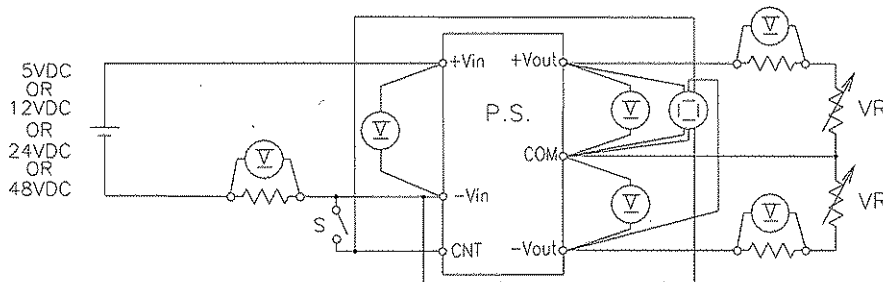 5VDC
OR
12VDC
OR
24VDC
OR
48VDC
+Vin
V
-Vin
S
CNT
V
P.S.
+Vout
COM
-Vout
V
V
V
VR
V
VR